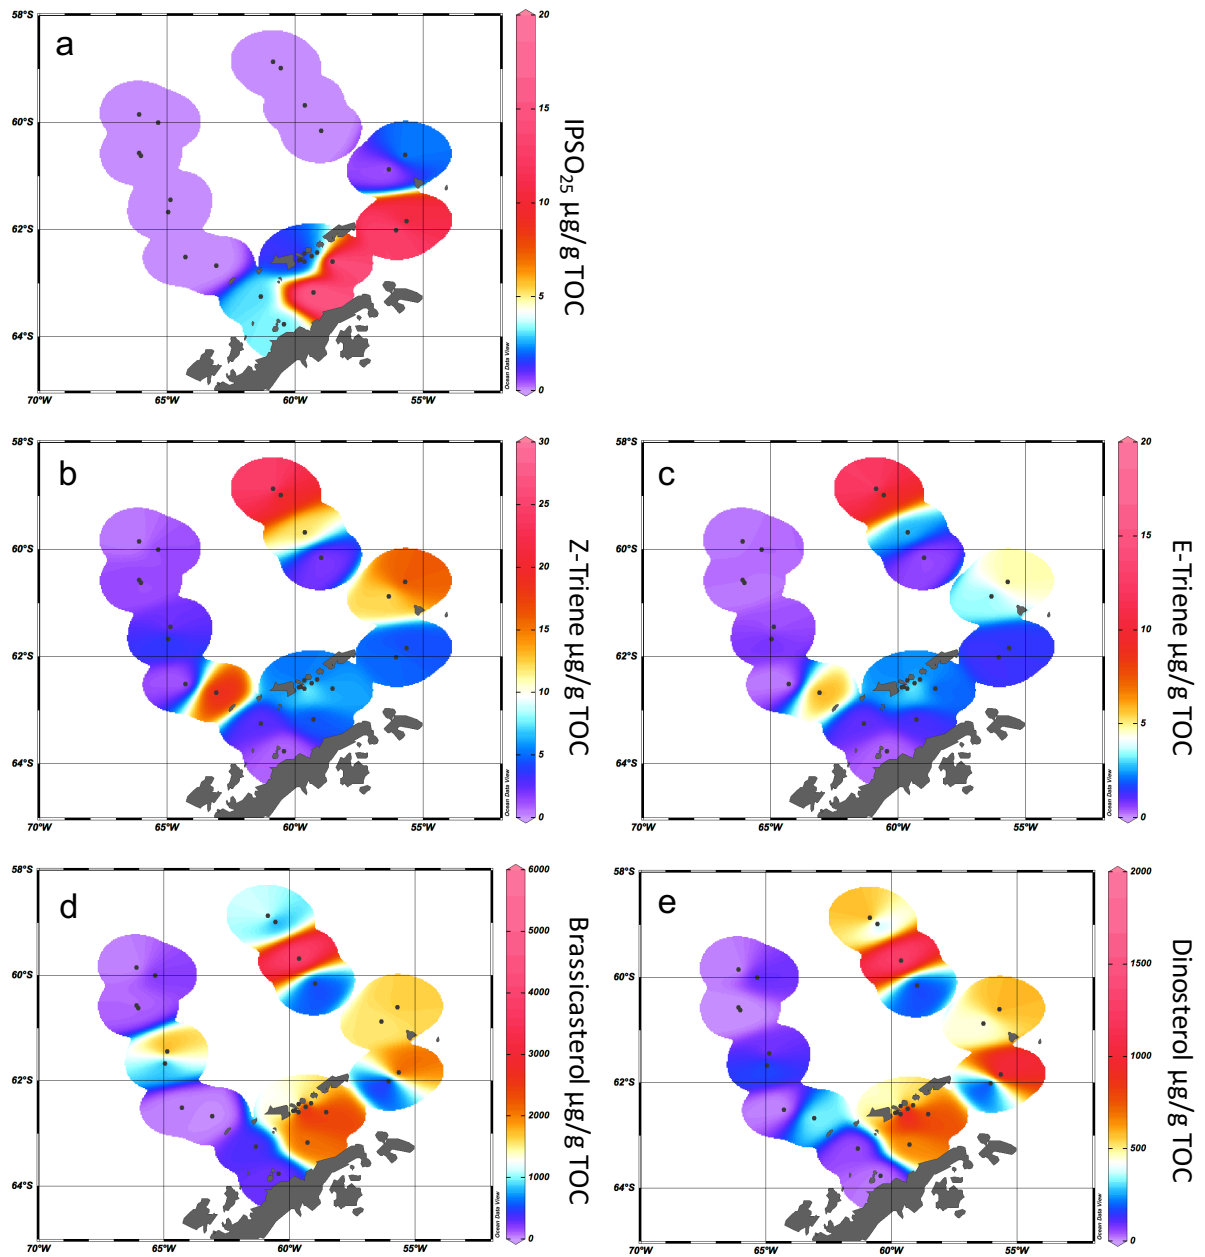 a
58°S
60°S
62°S
64°S
70°W
65°W
60°W
55°W
Ocean Data View
20
15
10
5
0
IPSO25 µg/g TOC
b
58°S
60°S
62°S
64°S
70°W
65°W
60°W
55°W
Ocean Data View
30
25
20
15
10
5
0
Z-Triene µg/g TOC
c
58°S
60°S
62°S
64°S
70°W
65°W
60°W
55°W
Ocean Data View
20
15
10
5
0
E-Triene µg/g TOC
d
58°S
60°S
62°S
64°S
70°W
65°W
60°W
55°W
Ocean Data View
6000
5000
4000
3000
2000
1000
0
Brassicasterol µg/g TOC
e
58°S
60°S
62°S
64°S
70°W
65°W
60°W
55°W
Ocean Data View
2000
1500
1000
500
0
Dinosterol µg/g TOC